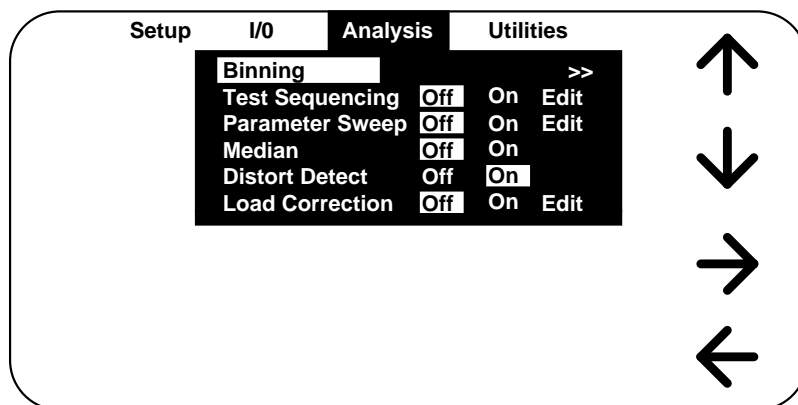 Setup I/0 Analysis Utilities
Binning >>
Test Sequencing Off On Edit
Parameter Sweep Off On Edit
Median Off On
Distort Detect Off On
Load Correction Off On Edit